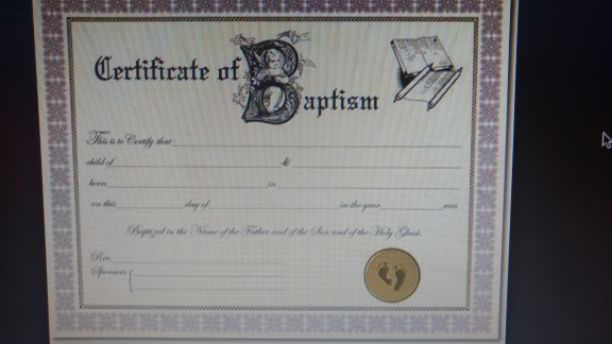 Certificate of Baptism
This is to Certify that
child of &
born in
on this day of in the year was
Baptized in the Name of the Father and of the Son and of the Holy Ghost.
Rev.
Sponsors